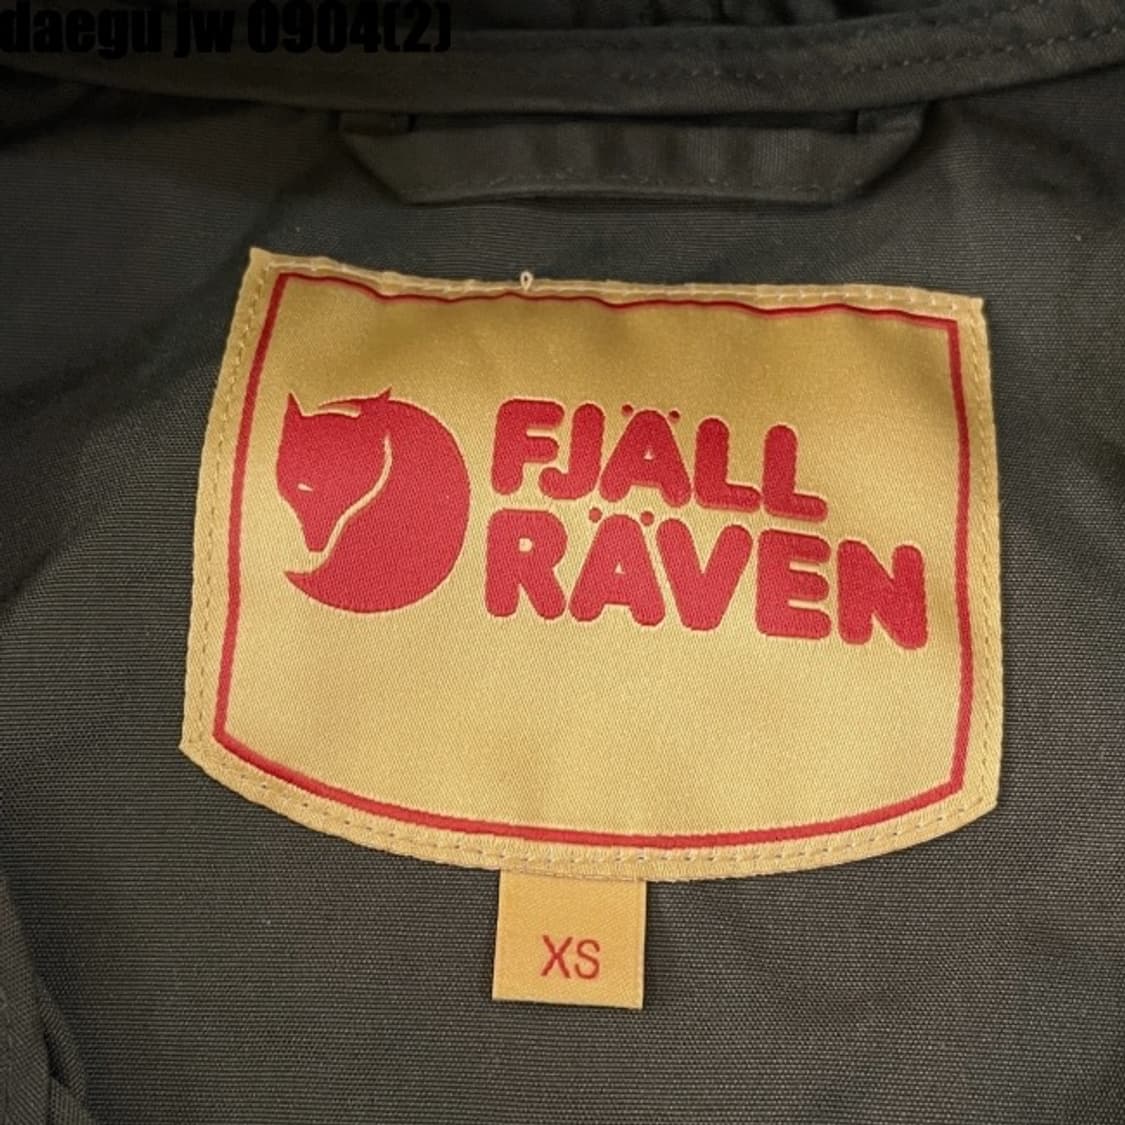 daegu jw 0904(2)
FJÄLL
RÄVEN
XS